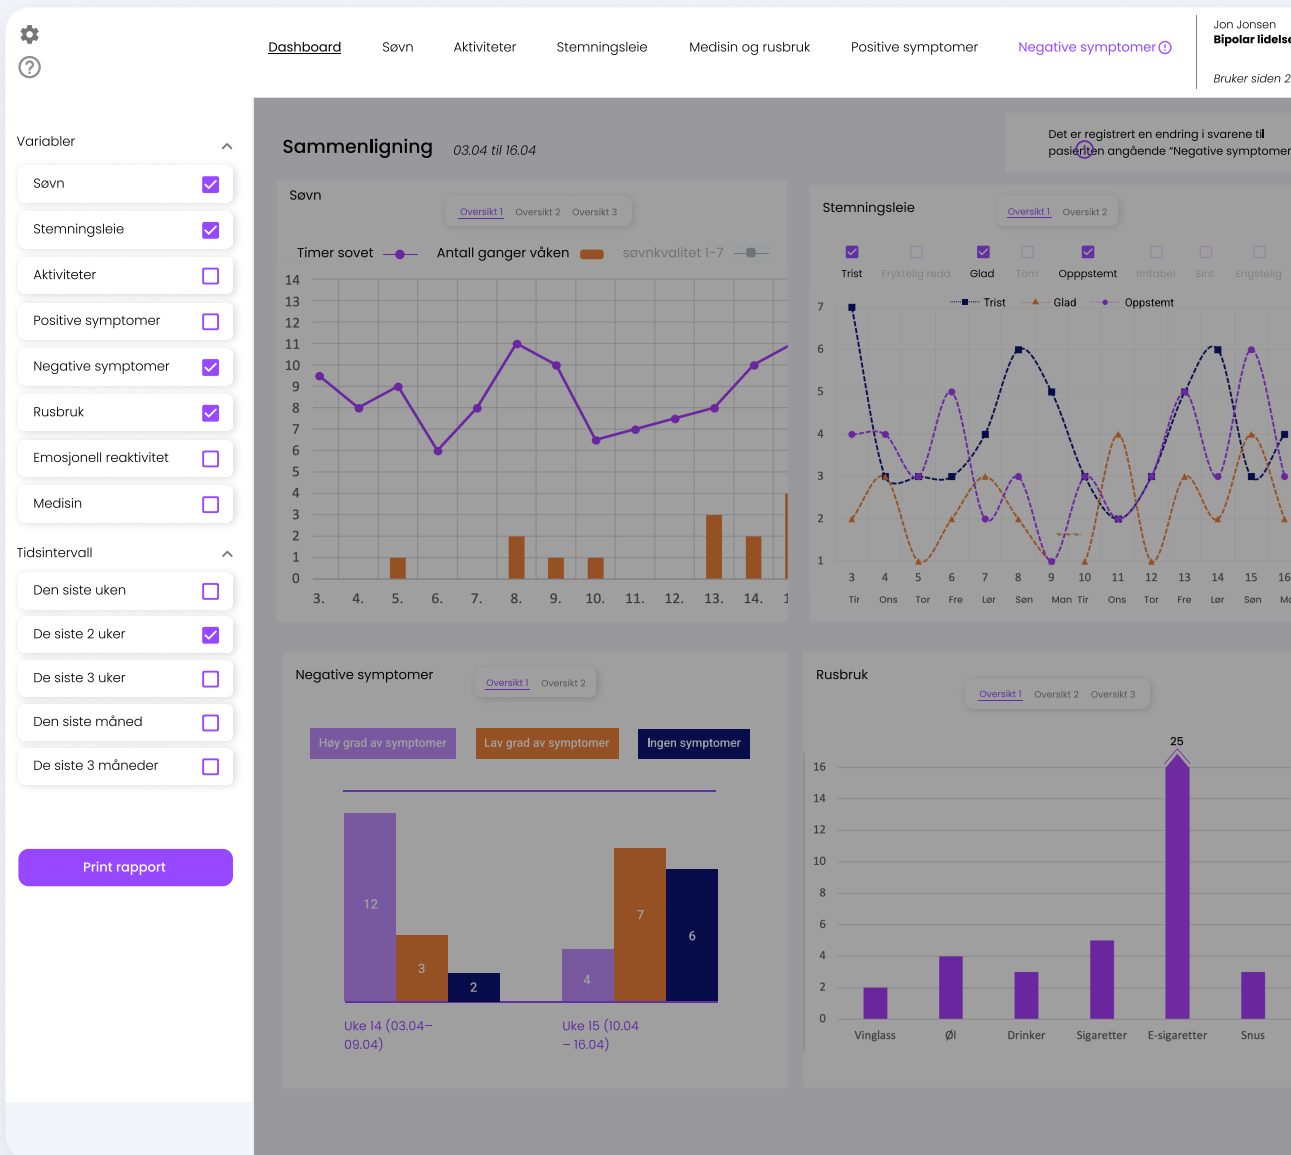 Dashboard Søvn Aktiviteter Stemningsleie Medisin og rusbruk Positive symptomer Negative symptomer
Jon Jonsen
Bipolar lidelse
Bruker siden 2
Variabler
Søvn
Stemningsleie
Aktiviteter
Positive symptomer
Negative symptomer
Rusbruk
Emosjonell reaktivitet
Medisin
Tidsintervall
Den siste uken
De siste 2 uker
De siste 3 uker
Den siste måned
De siste 3 måneder
Print rapport
Sammenligning 03.04 til 16.04
Det er registrert en endring i svarene til
pasienten angående "Negative symptomer
Søvn
Oversikt 1 Oversikt 2 Oversikt 3
Timer sovet Antall ganger våken søvnkvalitet 1-7
14
13
12
11
10
9
8
7
6
5
4
3
2
1
0
3. 4. 5. 6. 7. 8. 9. 10. 11. 12. 13. 14. 1
Stemningsleie
Oversikt 1 Oversikt 2
Trist Fryktelig redd Glad Tom Opppstemt Irritabel Sint Engstelig
Trist Glad Oppstemt
7
6
5
4
3
2
1
3 4 5 6 7 8 9 10 11 12 13 14 15 16
Tir Ons Tor Fre Lør Søn Man Tir Ons Tor Fre Lør Søn Ma
Negative symptomer
Oversikt 1 Oversikt 2
Høy grad av symptomer Lav grad av symptomer Ingen symptomer
12
3
2
4
7
6
Uke 14 (03.04–
09.04)
Uke 15 (10.04
– 16.04)
Rusbruk
Oversikt 1 Oversikt 2 Oversikt 3
25
16
14
12
10
8
6
4
2
0
Vinglass Øl Drinker Sigaretter E-sigaretter Snus